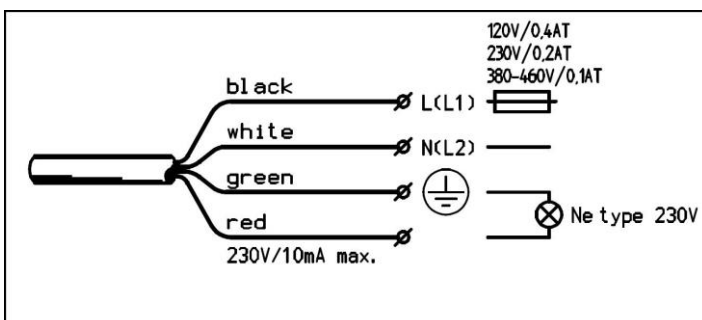 120V/0,4AT
230V/0,2AT
380-460V/0,1AT
black
L(L1)
white
N(L2)
green
red
Ne type 230V
230V/10mA max.